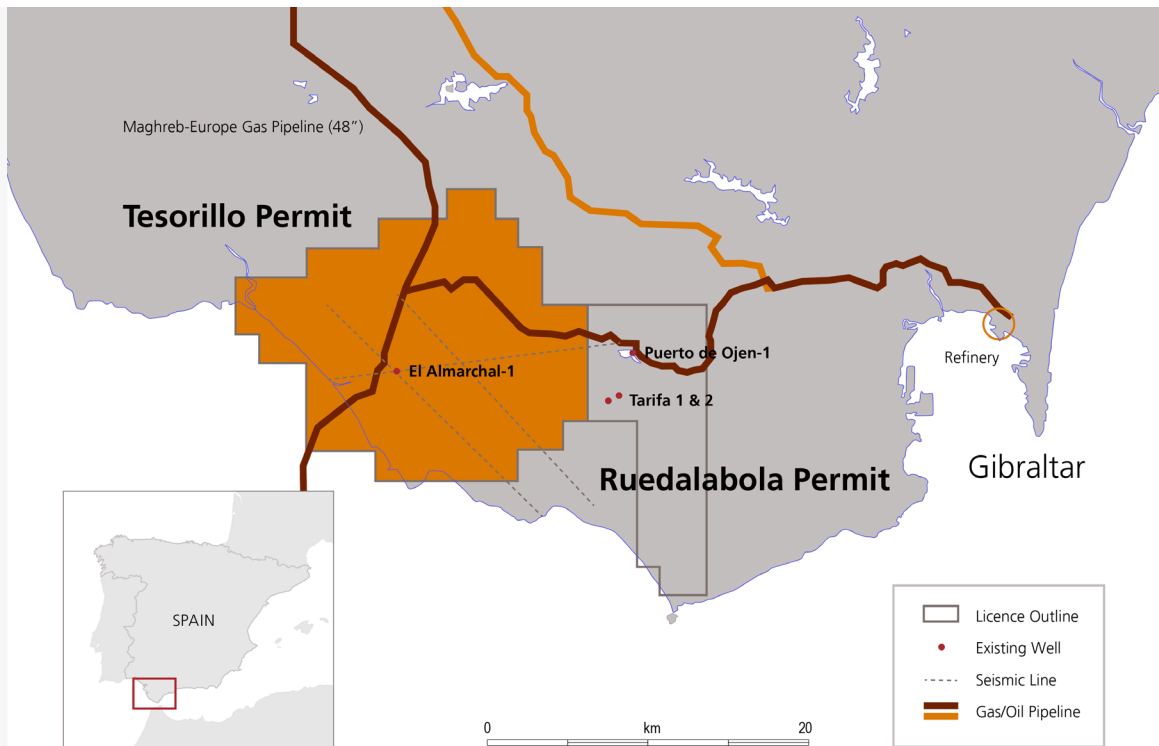 Maghreb-Europe Gas Pipeline (48”)
Tesorillo Permit
Puerto de Ojen-1
Refinery
El Almarchal-1
Tarifa 1 & 2
Ruedalabola Permit
Gibraltar
SPAIN
Licence Outline
Existing Well
Seismic Line
Gas/Oil Pipeline
0 km 20